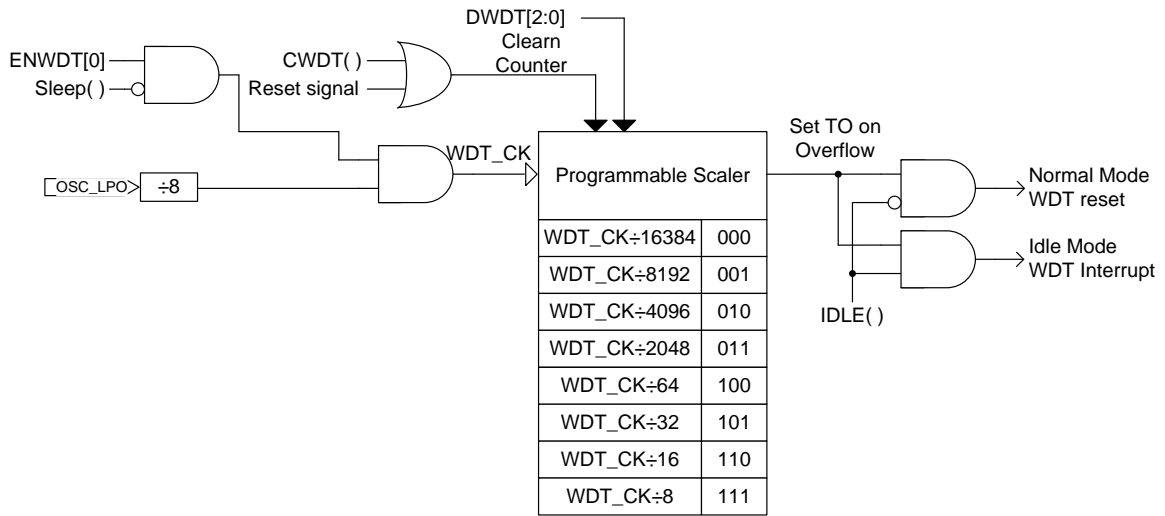 DWDT[2:0]
Clearn
Counter
ENWDT[0]
Sleep( )
CWDT( )
Reset signal
WDT_CK
OSC_LPO
÷8
Programmable Scaler
Set TO on
Overflow
Normal Mode
WDT reset
Idle Mode
WDT Interrupt
IDLE( )
WDT_CK÷16384 000
WDT_CK÷8192 001
WDT_CK÷4096 010
WDT_CK÷2048 011
WDT_CK÷64 100
WDT_CK÷32 101
WDT_CK÷16 110
WDT_CK÷8 111